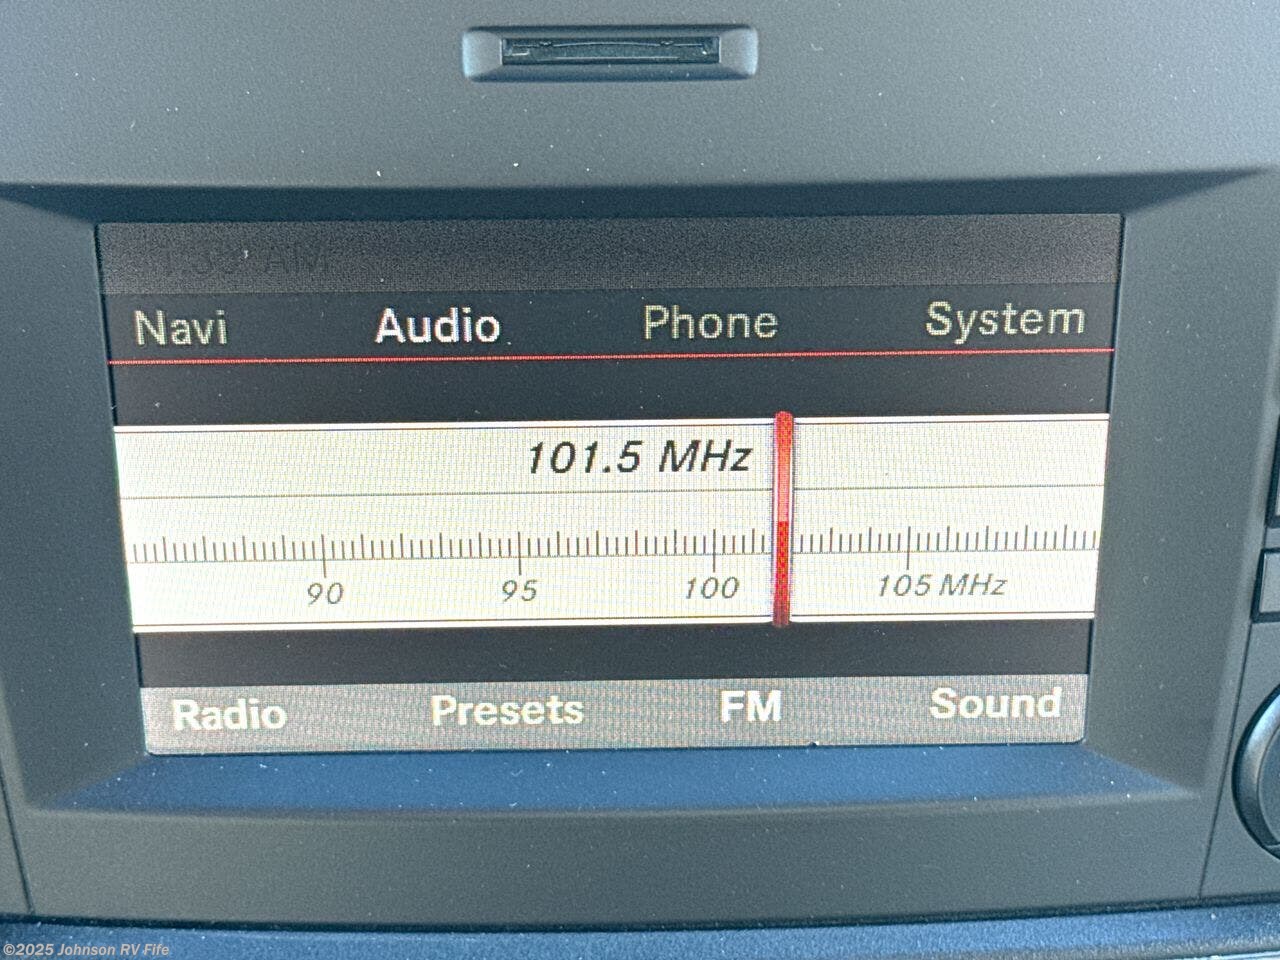 Navi Audio Phone System
101.5 MHz
90 95 100 105 MHz
Radio Presets FM Sound
©2025 Johnson RV Fife